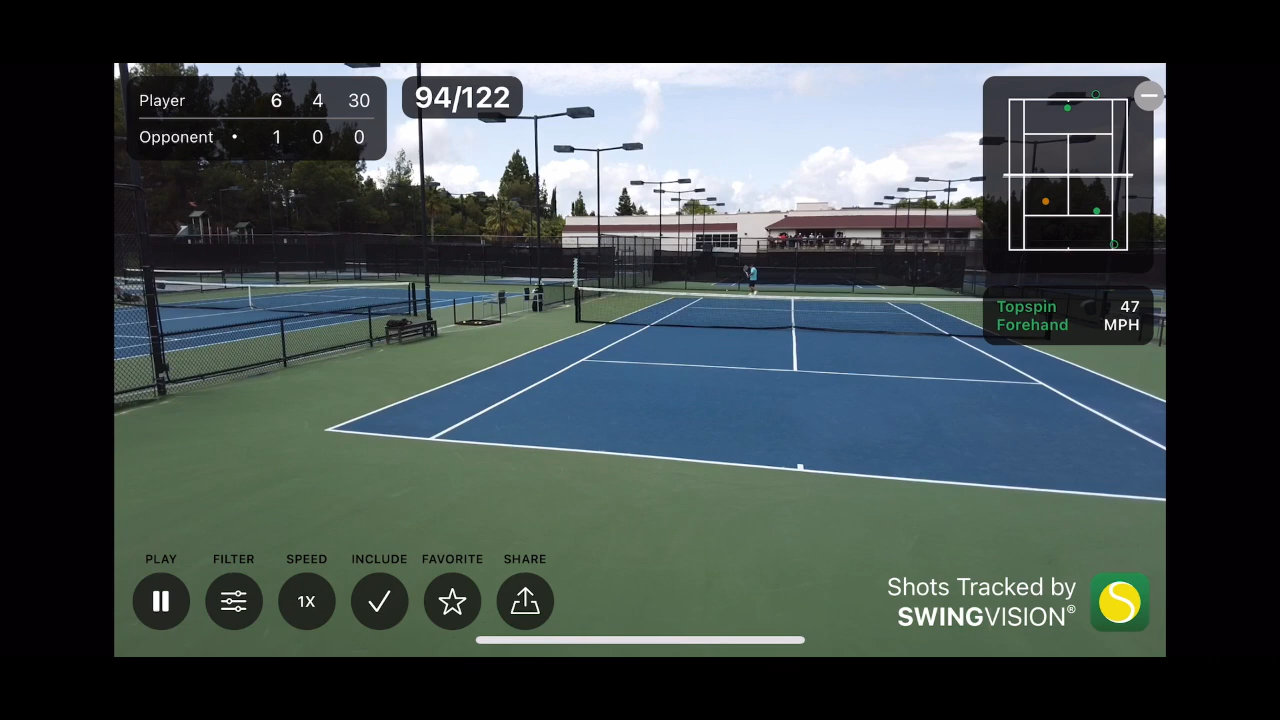 Player 6 4 30
94/122
Opponent • 1 0 0
Topspin 47
Forehand MPH
PLAY FILTER SPEED INCLUDE FAVORITE SHARE
1X
Shots Tracked by
SWINGVISION®